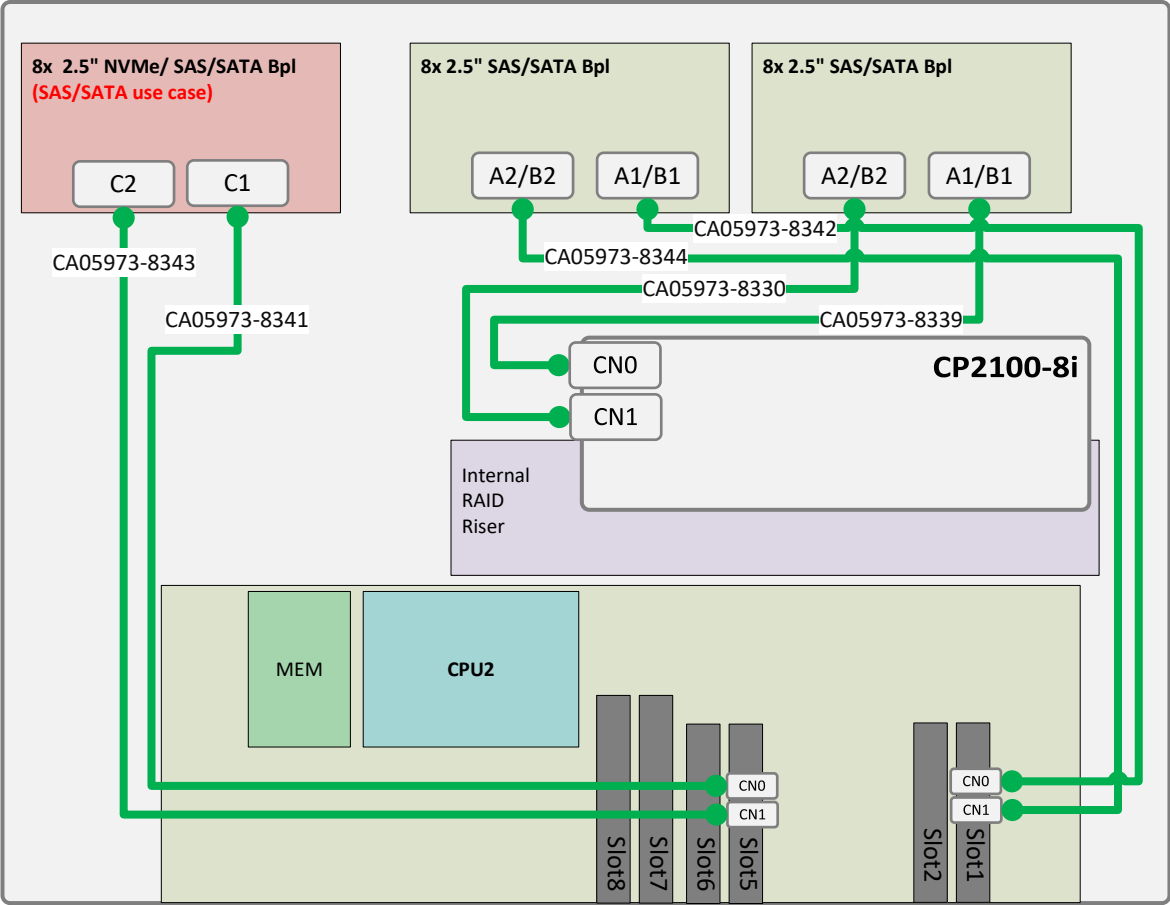 8x  2.5" NVMe/ SAS/SATA Bpl
(SAS/SATA use case)
8x 2.5" SAS/SATA Bpl
8x 2.5" SAS/SATA Bpl
C2
C1
A2/B2
A1/B1
A2/B2
A1/B1
CA05973-8342
CA05973-8343
CA05973-8344
CA05973-8330
CA05973-8341
CA05973-8339
CN0
CP2100-8i
CN1
Internal
RAID
Riser
MEM
CPU2
CN0
CN0
CN1
CN1
Slot8
Slot7
Slot6
Slot5
Slot2
Slot1